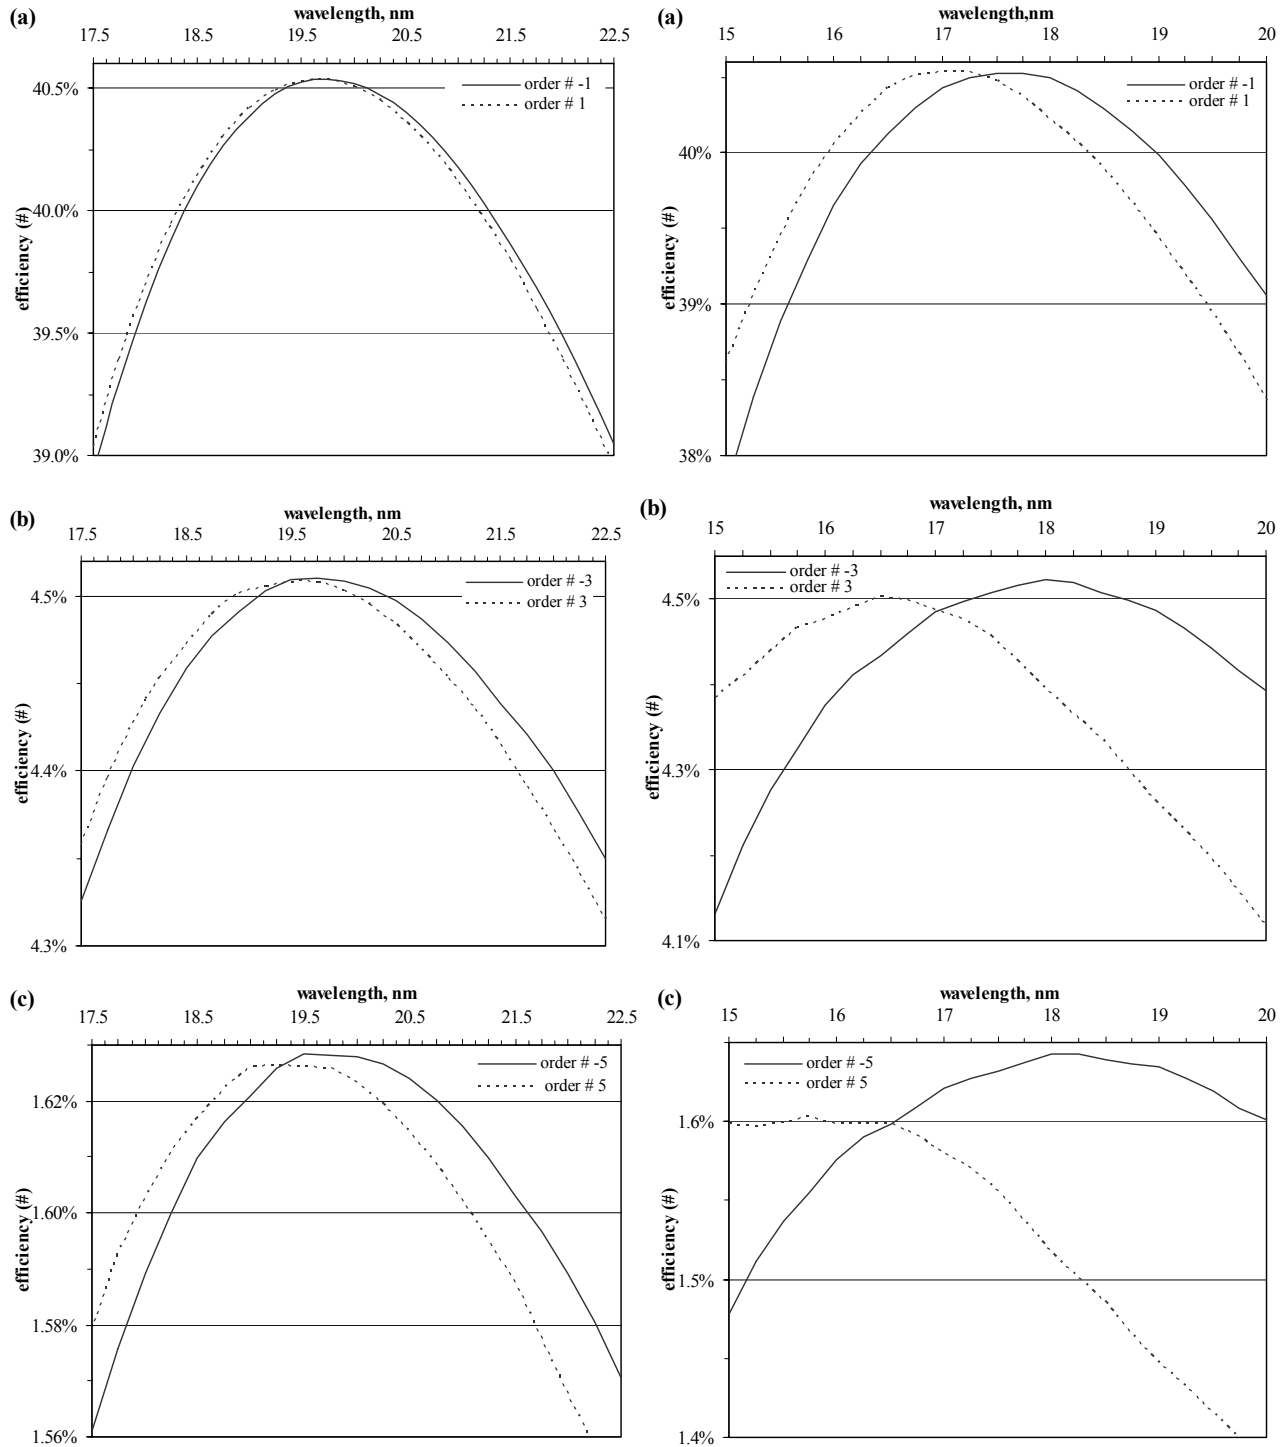 (a)
wavelength, nm
17.5 18.5 19.5 20.5 21.5 22.5
40.5%
40.0%
39.5%
39.0%
efficiency (#)
order # -1
order # 1
(a)
wavelength,nm
15 16 17 18 19 20
40%
39%
38%
efficiency (#)
order # -1
order # 1
(b)
wavelength, nm
17.5 18.5 19.5 20.5 21.5 22.5
4.5%
4.4%
4.3%
efficiency (#)
order # -3
order # 3
(b)
wavelength, nm
15 16 17 18 19 20
4.5%
4.3%
4.1%
efficiency (#)
order # -3
order # 3
(c)
wavelength, nm
17.5 18.5 19.5 20.5 21.5 22.5
1.62%
1.60%
1.58%
1.56%
efficiency (#)
order # -5
order # 5
(c)
wavelength, nm
15 16 17 18 19 20
1.6%
1.5%
1.4%
efficiency (#)
order # -5
order # 5